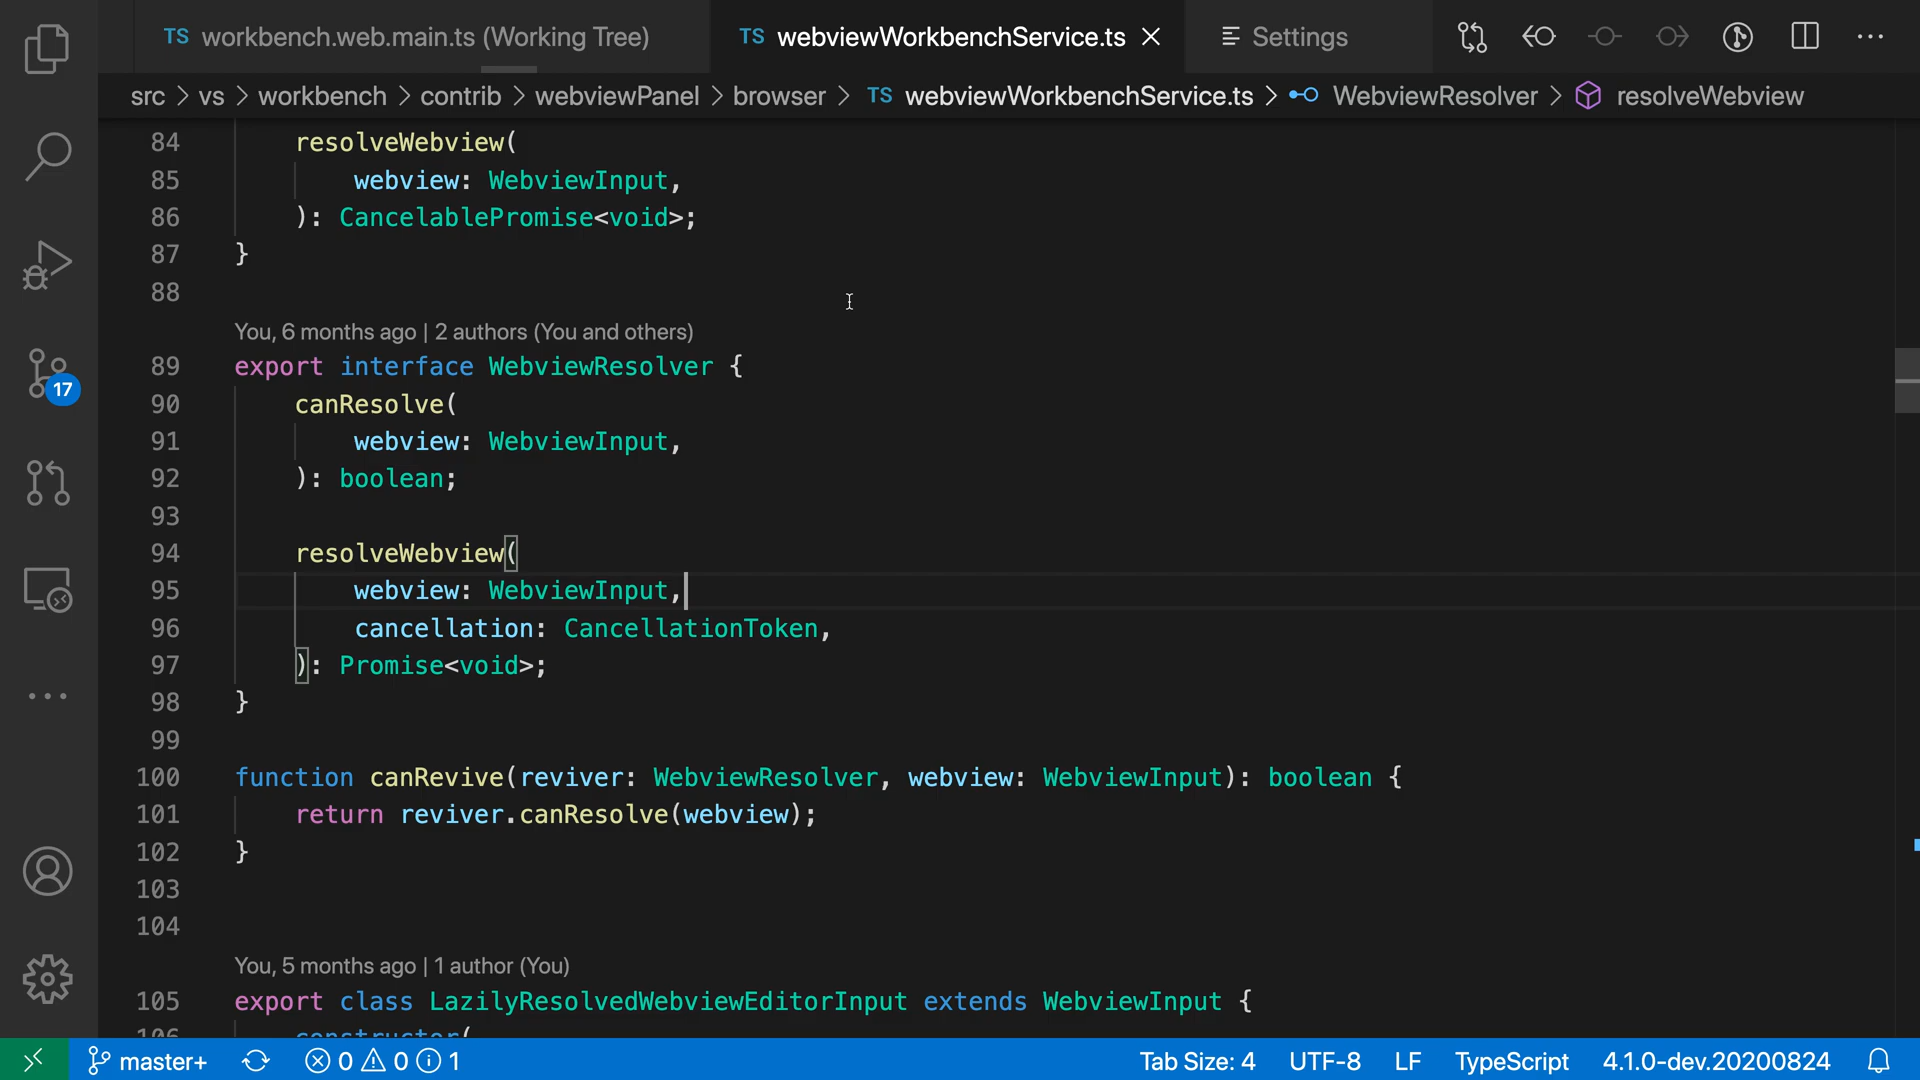 TS workbench.web.main.ts (Working Tree) TS webviewWorkbenchService.ts Settings
src > vs > workbench > contrib > webviewPanel > browser > TS webviewWorkbenchService.ts > WebviewResolver > resolveWebview
84 resolveWebview(
85 webview: WebviewInput,
86 ): CancelablePromise<void>;
87 }
88
You, 6 months ago | 2 authors (You and others)
89 export interface WebviewResolver {
90 canResolve(
91 webview: WebviewInput,
92 ): boolean;
93
94 resolveWebview(
95 webview: WebviewInput,
96 cancellation: CancellationToken,
97 ): Promise<void>;
98 }
99
100 function canRevive(reviver: WebviewResolver, webview: WebviewInput): boolean {
101 return reviver.canResolve(webview);
102 }
103
104
You, 5 months ago | 1 author (You)
105 export class LazilyResolvedWebviewEditorInput extends WebviewInput {
106 constructor(
17
master+ 0 0 1 Tab Size: 4 UTF-8 LF TypeScript 4.1.0-dev.20200824